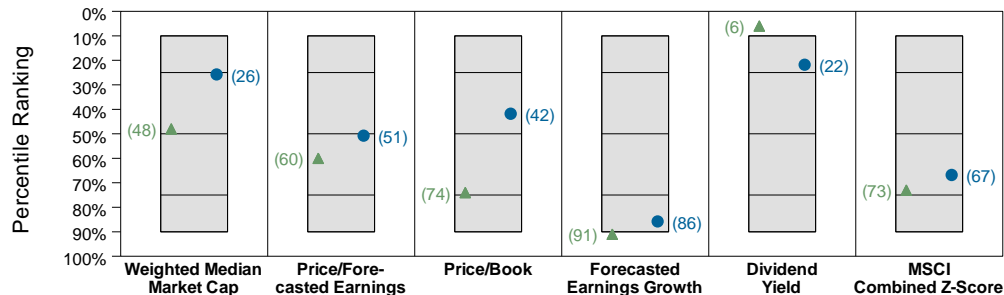 Percentile Ranking
0%
10%
20%
30%
40%
50%
60%
70%
80%
90%
100%
(48)
(26)
(60)
(51)
(74)
(42)
(91)
(86)
(6)
(22)
(73)
(67)
Weighted Median
Market Cap
Price/Fore-
casted Earnings
Price/Book
Forecasted
Earnings Growth
Dividend
Yield
MSCI
Combined Z-Score